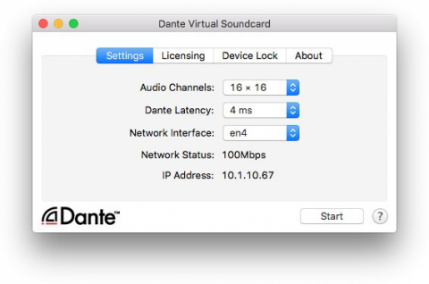 Dante Virtual Soundcard
Settings Licensing Device Lock About
Audio Channels: 16 × 16
Dante Latency: 4 ms
Network Interface: en4
Network Status: 100Mbps
IP Address: 10.1.10.67
Dante™ Start ?